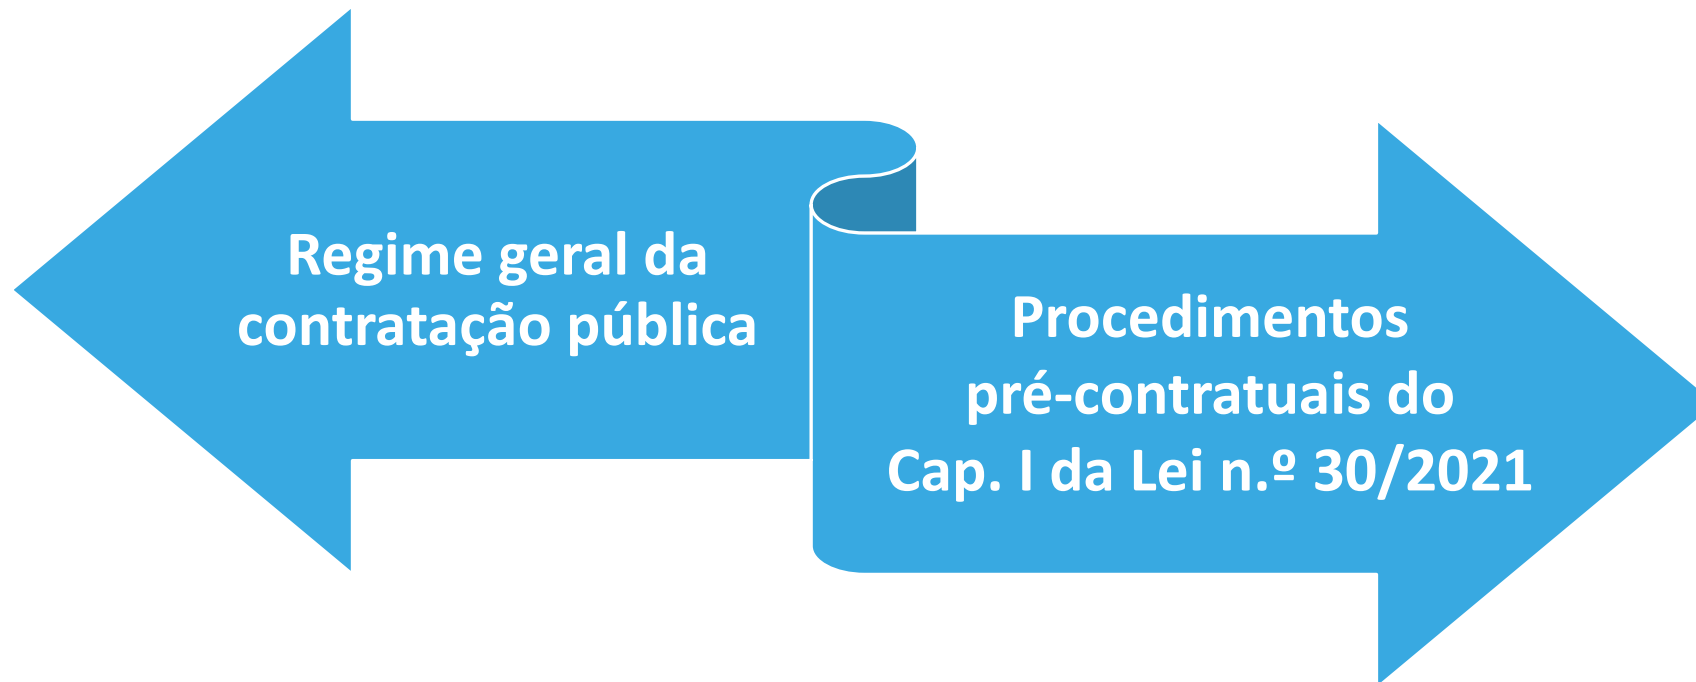 Regime geral da
contratação pública
Procedimentos
pré-contratuais do
Cap. I da Lei n.º 30/2021